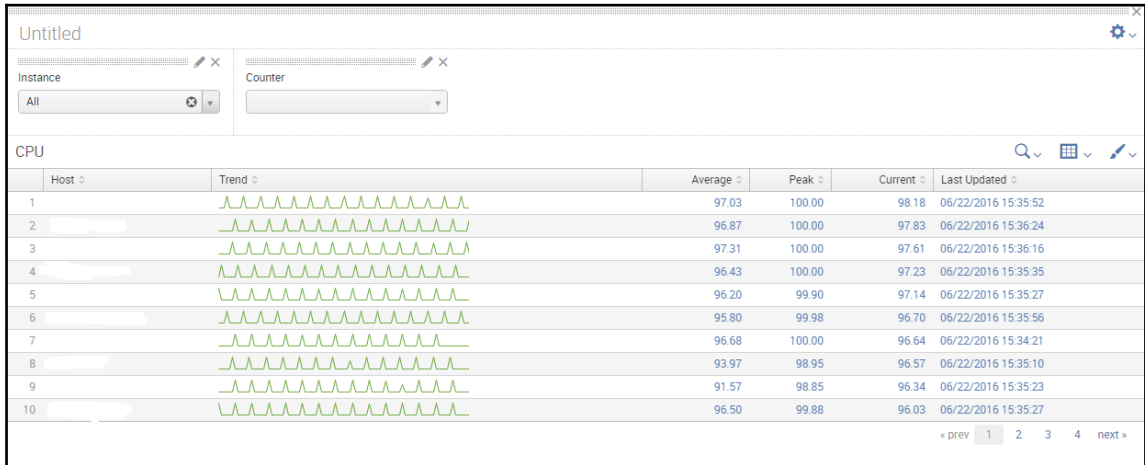 Untitled
Instance Counter
All
CPU
Host Trend Average Peak Current Last Updated
1 97.03 100.00 98.18 06/22/2016 15:35:52
2 96.87 100.00 97.83 06/22/2016 15:36:24
3 97.31 100.00 97.61 06/22/2016 15:36:16
4 96.43 100.00 97.23 06/22/2016 15:35:35
5 96.20 99.90 97.14 06/22/2016 15:35:27
6 95.80 99.98 96.70 06/22/2016 15:35:56
7 96.68 100.00 96.64 06/22/2016 15:34:21
8 93.97 98.95 96.57 06/22/2016 15:35:10
9 91.57 98.85 96.34 06/22/2016 15:35:23
10 96.50 99.88 96.03 06/22/2016 15:35:27
« prev 1 2 3 4 next »